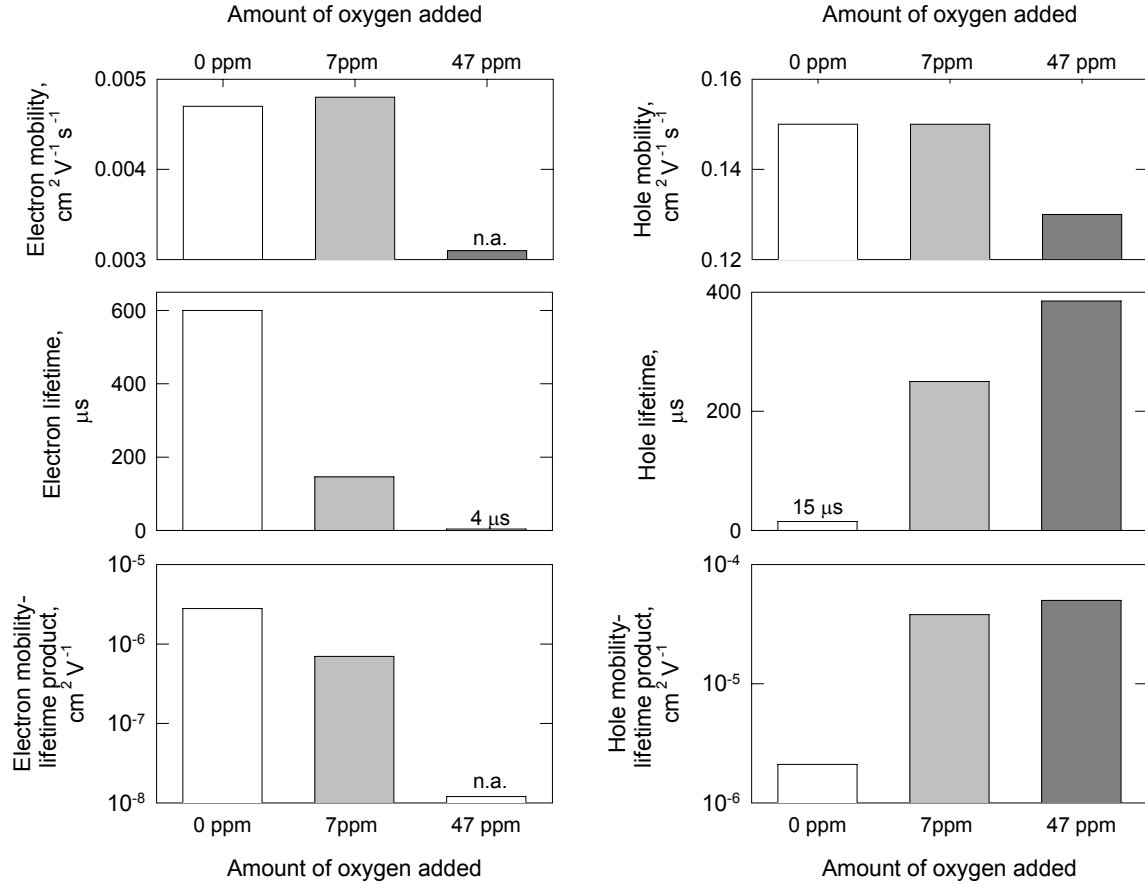 Amount of oxygen added
Amount of oxygen added
0 ppm 7ppm 47 ppm
0 ppm 7ppm 47 ppm
Electron mobility,
cm² V⁻¹ s⁻¹
0.005
0.004
0.003
n.a.
Hole mobility,
cm² V⁻¹ s⁻¹
0.16
0.14
0.12
Electron lifetime,
μs
600
400
200
0
4 μs
Hole lifetime,
μs
400
200
0
15 μs
Electron mobility-
lifetime product,
cm² V⁻¹
10⁻⁵
10⁻⁶
10⁻⁷
10⁻⁸
n.a.
Hole mobility-
lifetime product,
cm² V⁻¹
10⁻⁴
10⁻⁵
10⁻⁶
0 ppm 7ppm 47 ppm
0 ppm 7ppm 47 ppm
Amount of oxygen added
Amount of oxygen added